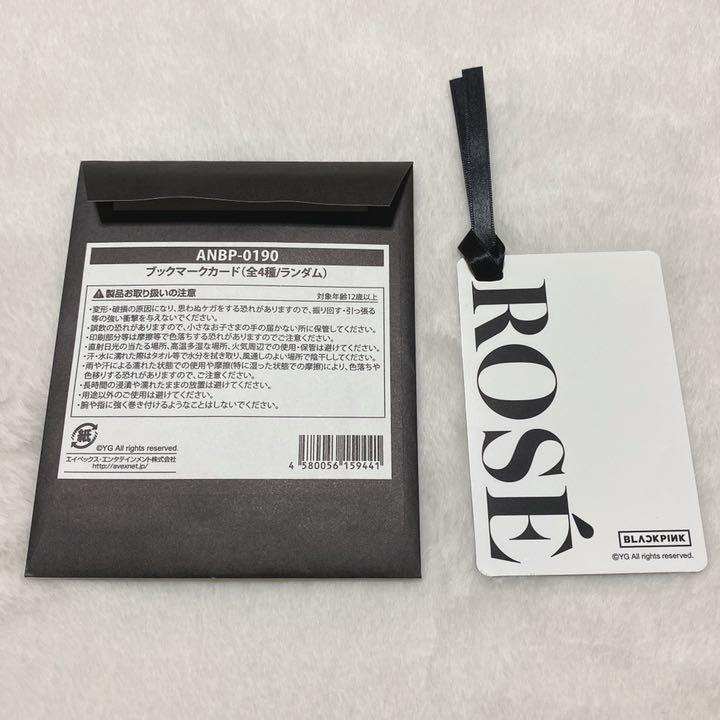 ANBP-0190
ブックマークカード(全4種/ランダム)
製品お取り扱いの注意 対象年齢12歳以上
・変形・破損の原因になり、思わぬケガをする恐れがありますので、振り回す・引っ張る
等の強い衝撃を与えないでください。
・誤飲の恐れがありますので、小さなお子さまの手の届かない所に保管してください。
・印刷部分等は摩擦等で色落ちする恐れがありますのでご注意ください。
・直射日光の当たる場所、高温多湿な場所、火気周辺での使用・保管は避けてください。
・汗・水に濡れた際はタオル等で水分を拭き取り、風通しのよい場所で陰干ししてください。
・雨や汗による濡れた状態での使用や摩擦(特に湿った状態での摩擦)により、色落ちや
色移りする恐れがありますので、ご注意ください。
・長時間の浸漬や濡れたままの放置は避けてください。
・用途以外のご使用は避けてください。
・腕や指に強く巻き付けるようなことはしないでください。
紙
©YG All rights reserved.
エイベックス・エンタテインメント株式会社
http://avexnet.jp/
4 580056 159441
ROSÉ
BLACKPINK
©YG All rights reserved.